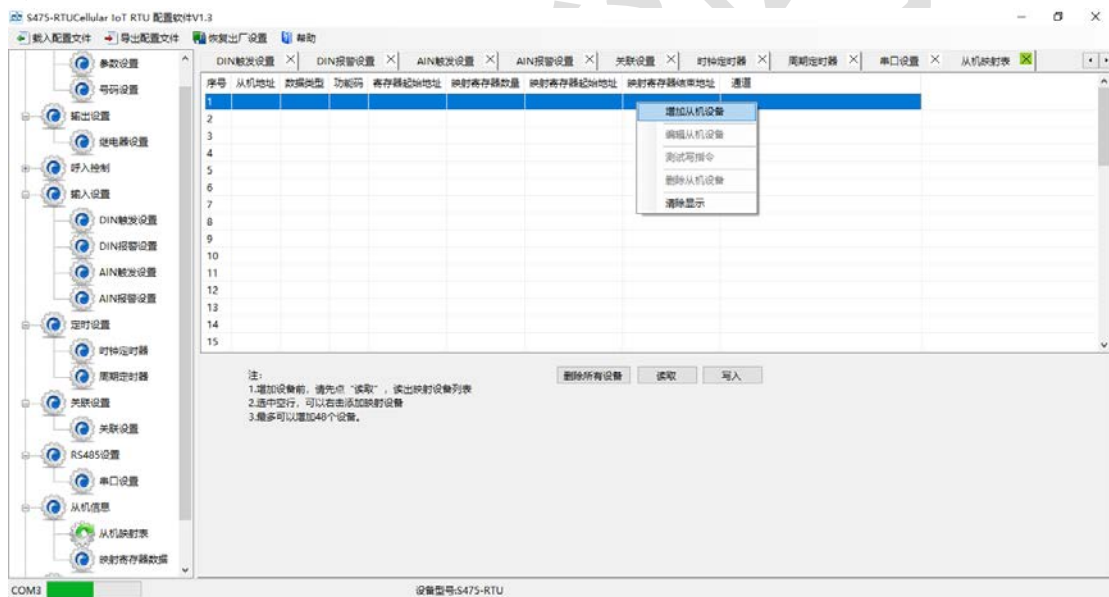 S475-RTUCellular IoT RTU 配置软件V1.3
载入配置文件 导出配置文件 恢复出厂设置 帮助
参数设置
号码设置
输出设置
继电器设置
呼入控制
输入设置
DIN触发设置
DIN报警设置
AIN触发设置
AIN报警设置
定时设置
时钟定时器
周期定时器
关联设置
关联设置
RS485设置
串口设置
从机信息
从机映射表
映射寄存器数据
DIN触发设置 DIN报警设置 AIN触发设置 AIN报警设置 关联设置 时钟定时器 周期定时器 串口设置 从机映射表
序号 从机地址 数据类型 功能码 寄存器起始地址 映射寄存器数量 映射寄存器起始地址 映射寄存器结束地址 通道
1
2
3
4
5
6
7
8
9
10
11
12
13
14
15
增加从机设备
编辑从机设备
测试写指令
删除从机设备
清除显示
注:
1.增加设备前，请先点“读取”，读出映射设备列表
2.选中空行，可以右击添加映射设备
3.最多可以增加48个设备。
删除所有设备 读取 写入
COM3 设备型号:S475-RTU